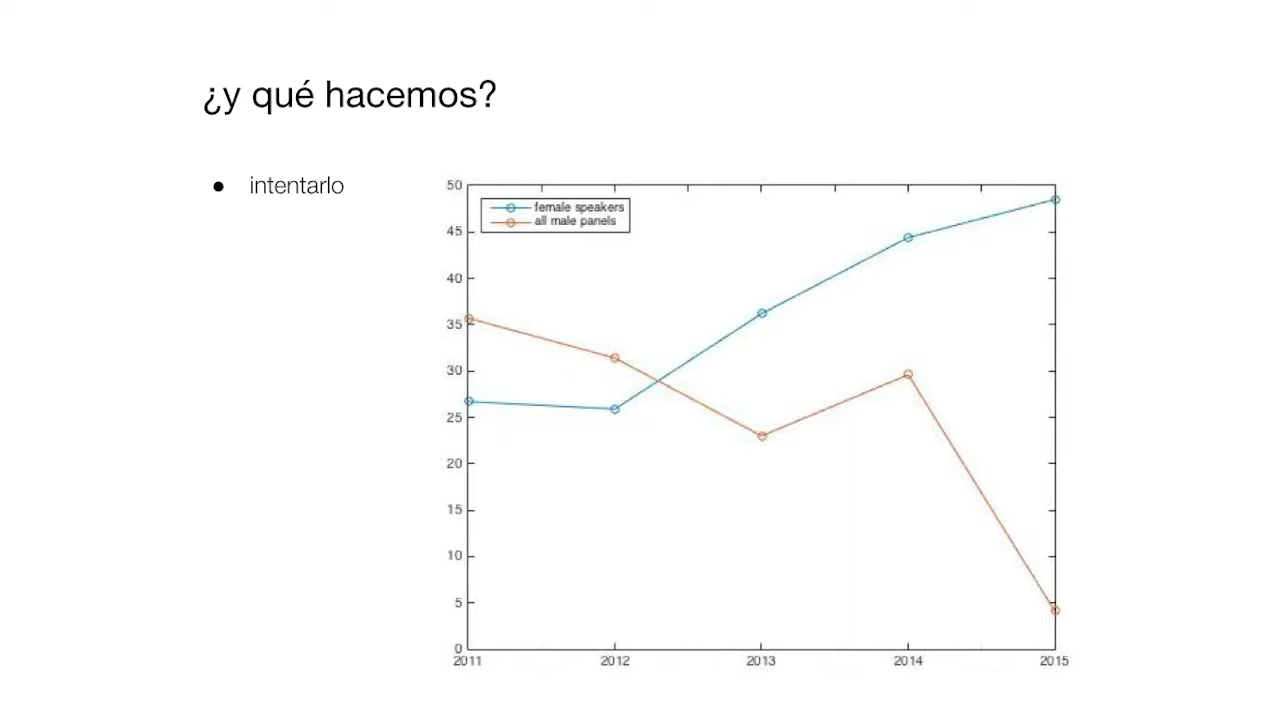 ¿y qué hacemos?
● intentarlo
female speakers
all male panels
50
45
40
35
30
25
20
15
10
5
0
2011 2012 2013 2014 2015